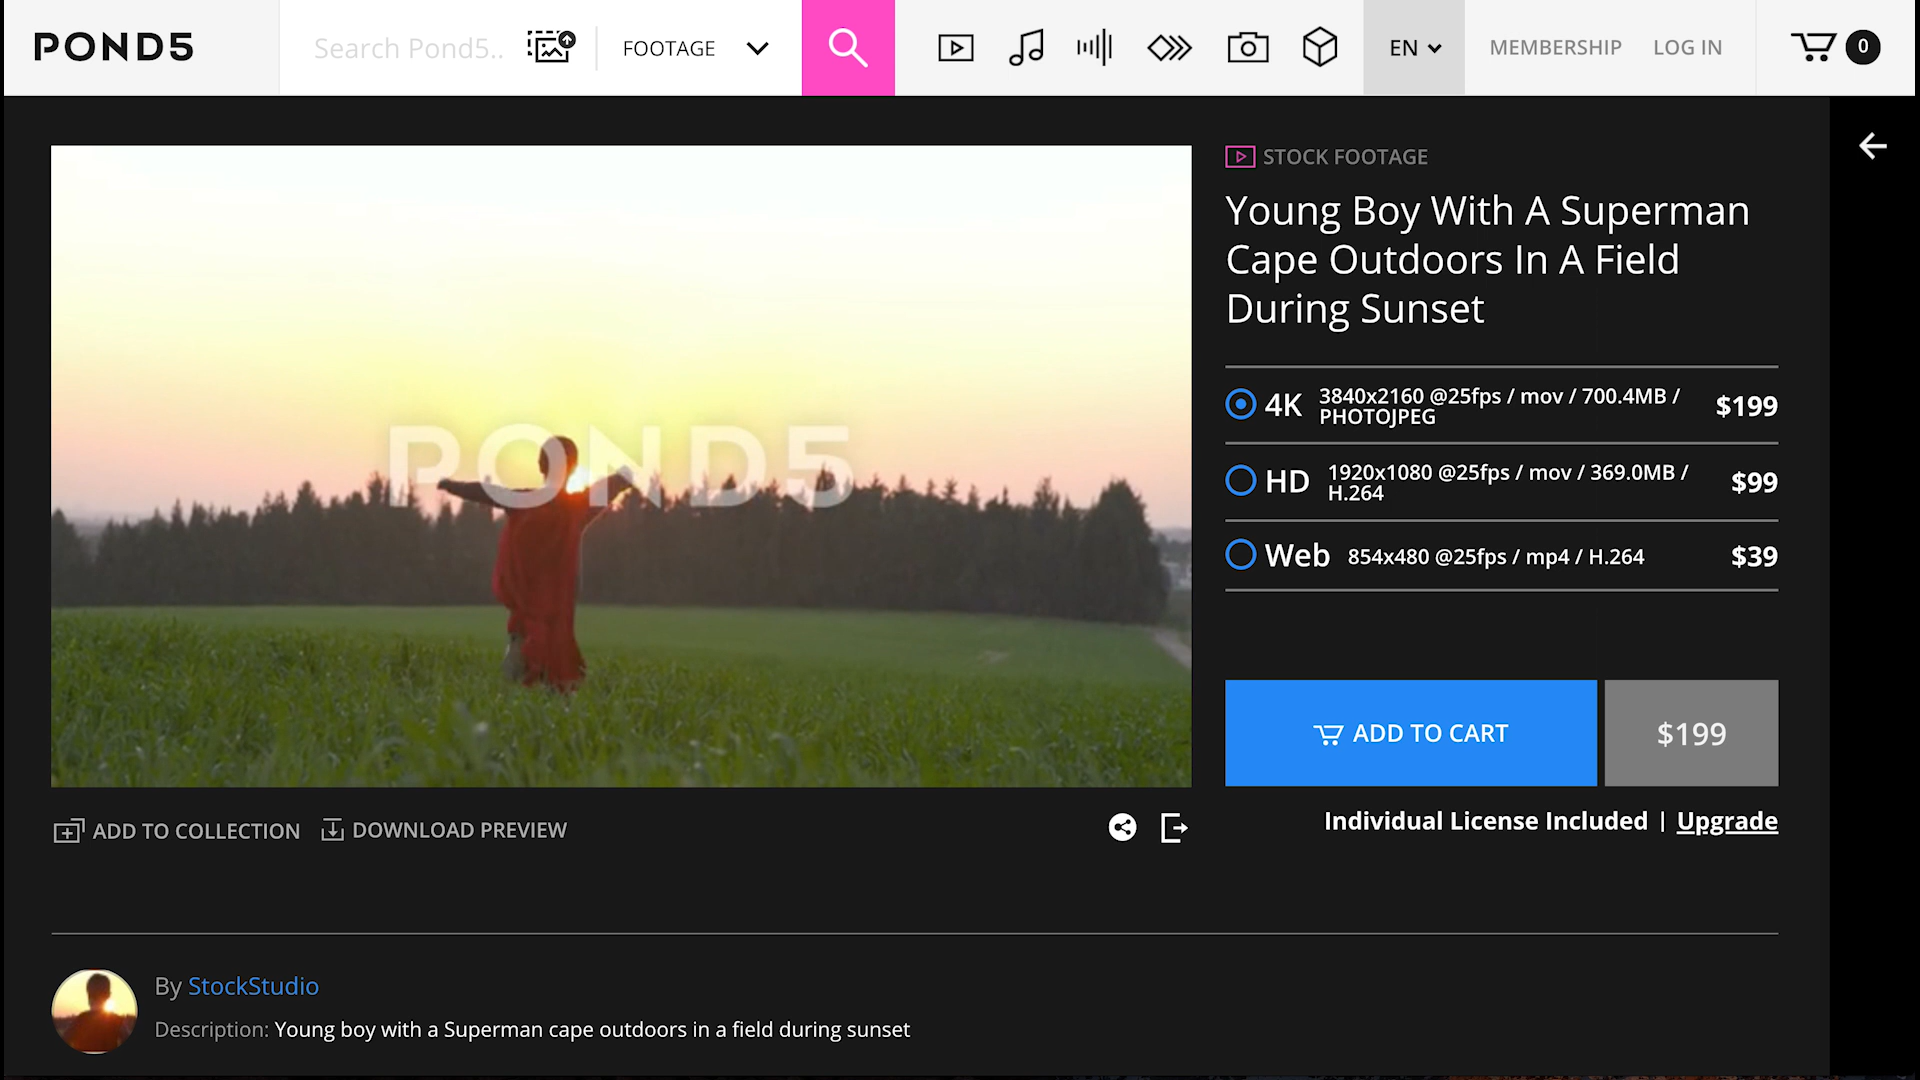 POND5
Search Pond5..
FOOTAGE
EN
MEMBERSHIP
LOG IN
0
POND5
STOCK FOOTAGE
Young Boy With A Superman
Cape Outdoors In A Field
During Sunset
4K 3840x2160 @25fps / mov / 700.4MB /
PHOTOJPEG
$199
HD 1920x1080 @25fps / mov / 369.0MB /
H.264
$99
Web 854x480 @25fps / mp4 / H.264 $39
ADD TO CART
$199
Individual License Included | Upgrade
ADD TO COLLECTION
DOWNLOAD PREVIEW
By StockStudio
Description: Young boy with a Superman cape outdoors in a field during sunset